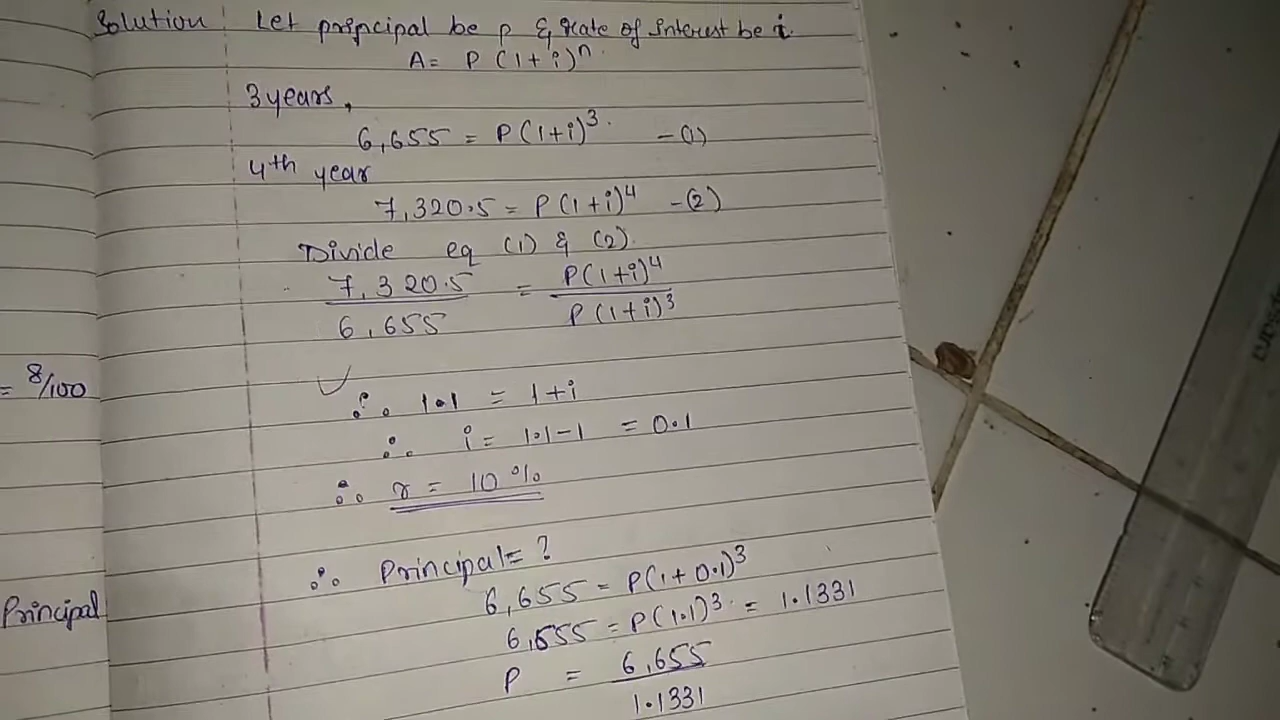 Solution Let principal be p & rate of interest be i.
A = P (1+i)^n.
3 years,
6,655 = P(1+i)^3. -(1)
4th year
7,320.5 = P(1+i)^4 -(2)
Divide eq (1) & (2).
7,320.5 / 6,655 = P(1+i)^4 / P(1+i)^3
= 8/100
∴ 1.1 = 1+i
∴ i = 1.1-1 = 0.1
∴ r = 10%
∴ Principal = ?
6,655 = P(1+0.1)^3
Principal
6,655 = P(1.1)^3. = 1.1331
P = 6,655 / 1.1331